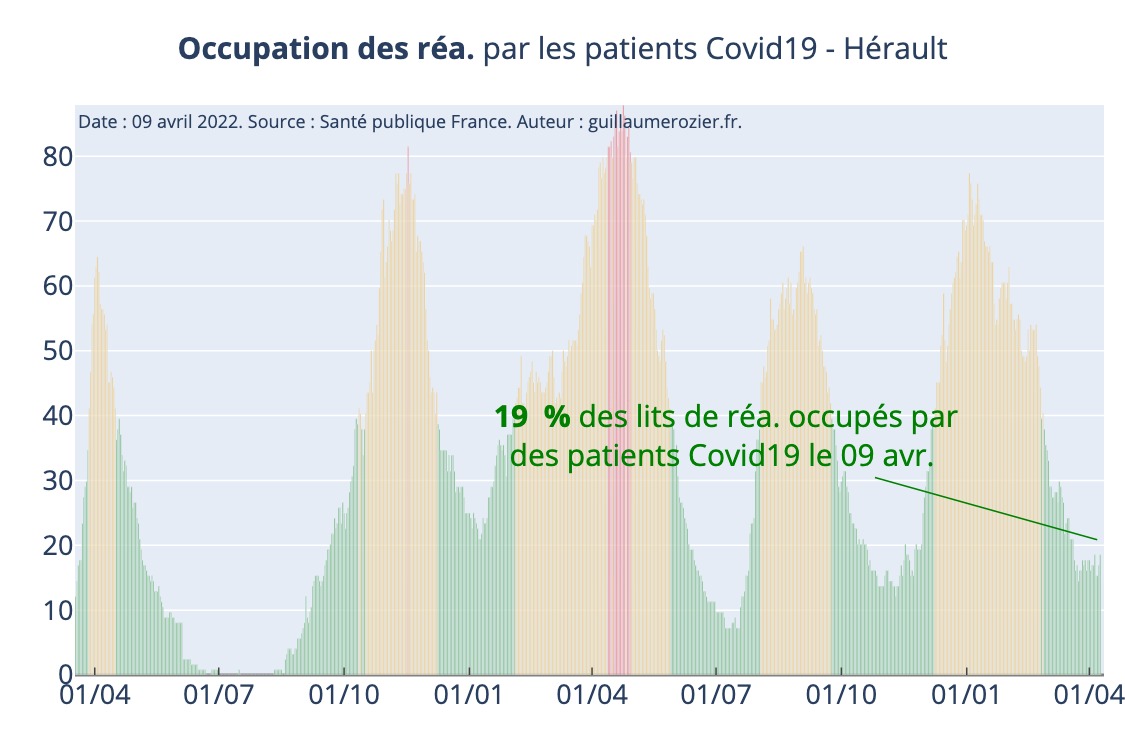 Occupation des réa. par les patients Covid19 - Hérault
Date : 09 avril 2022. Source : Santé publique France. Auteur : guillaumerozier.fr.
80
70
60
50
40
30
20
10
0
19 % des lits de réa. occupés par
des patients Covid19 le 09 avr.
01/04 01/07 01/10 01/01 01/04 01/07 01/10 01/01 01/04